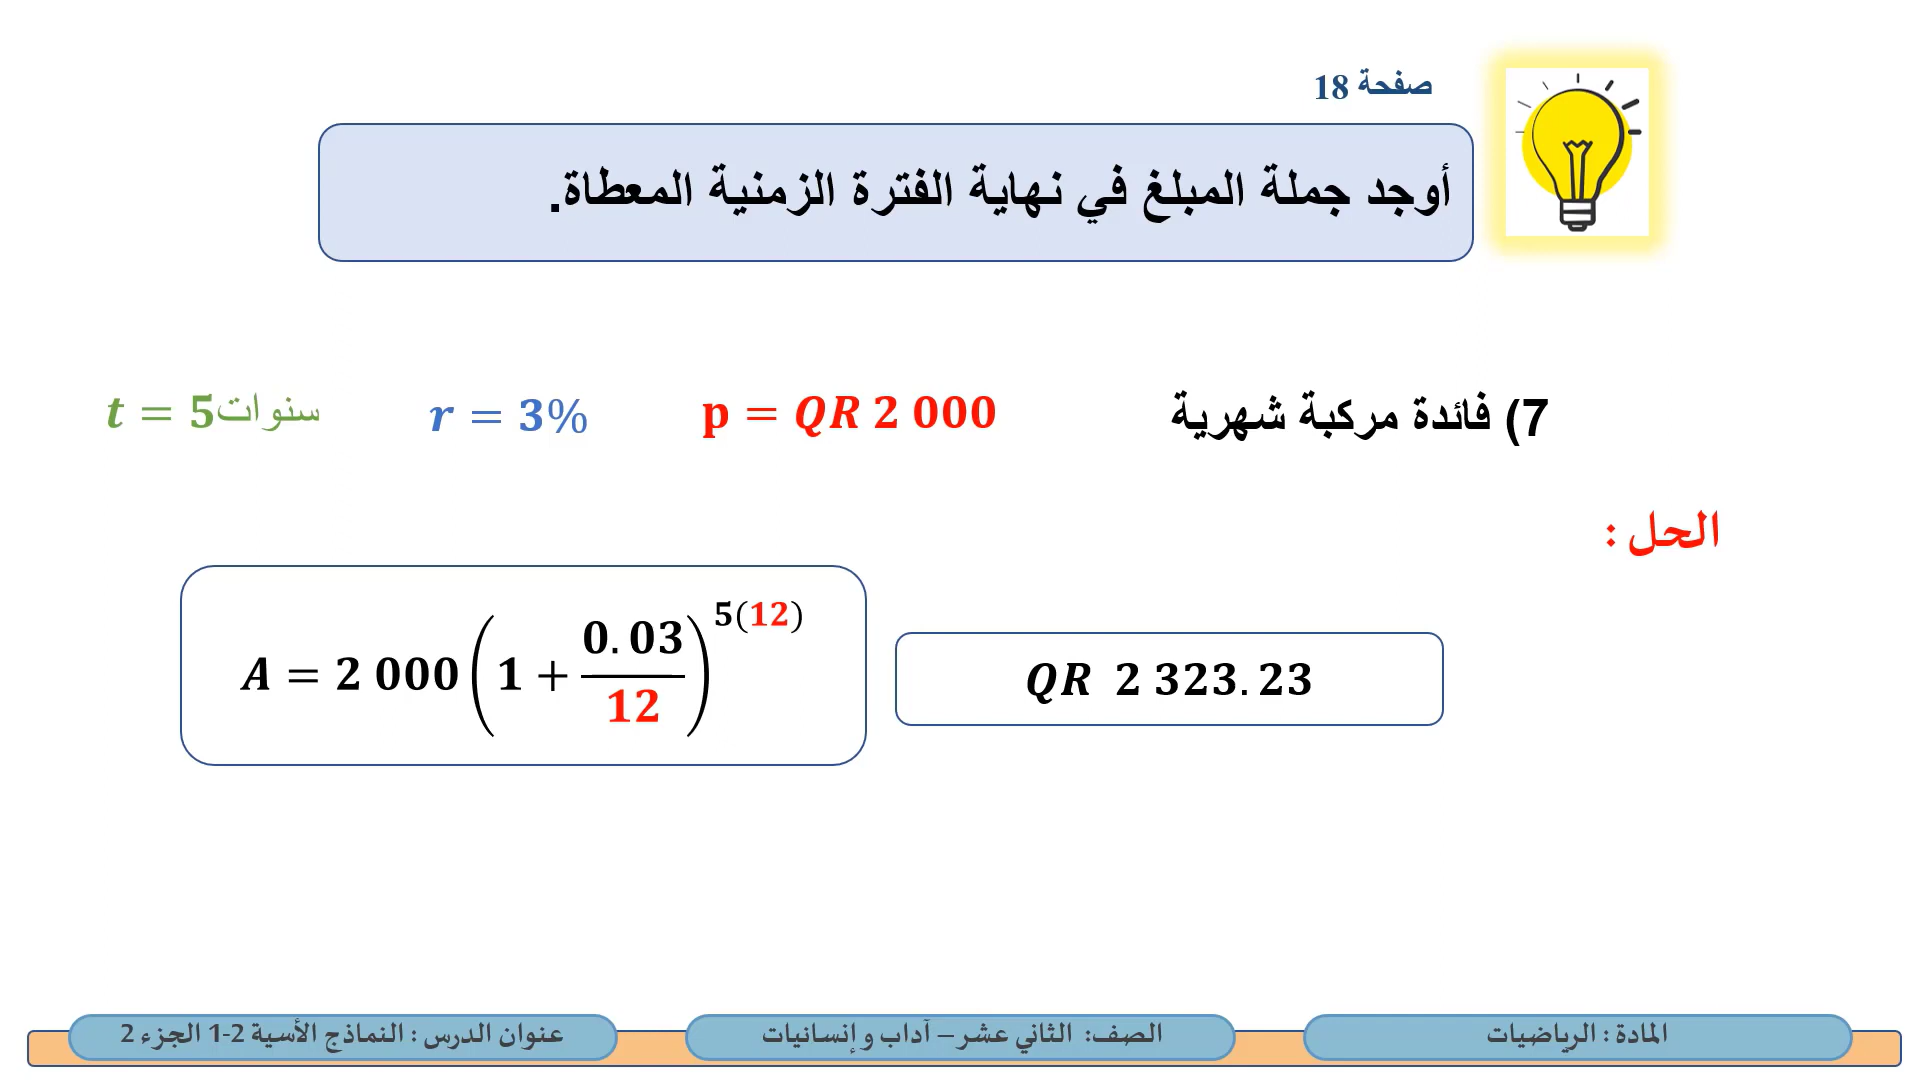 صفحة 18
أوجد جملة المبلغ في نهاية الفترة الزمنية المعطاة.
7) فائدة مركبة شهرية p = QR 2 000 r = 3% t = 5سنوات
الحل :
A = 2 000 (1 + 0.03/12)^5(12)
QR 2 323.23
المادة : الرياضيات
الصف: الثاني عشر – آداب و إنسانيات
عنوان الدرس : النماذج الأسية 2-1 الجزء 2